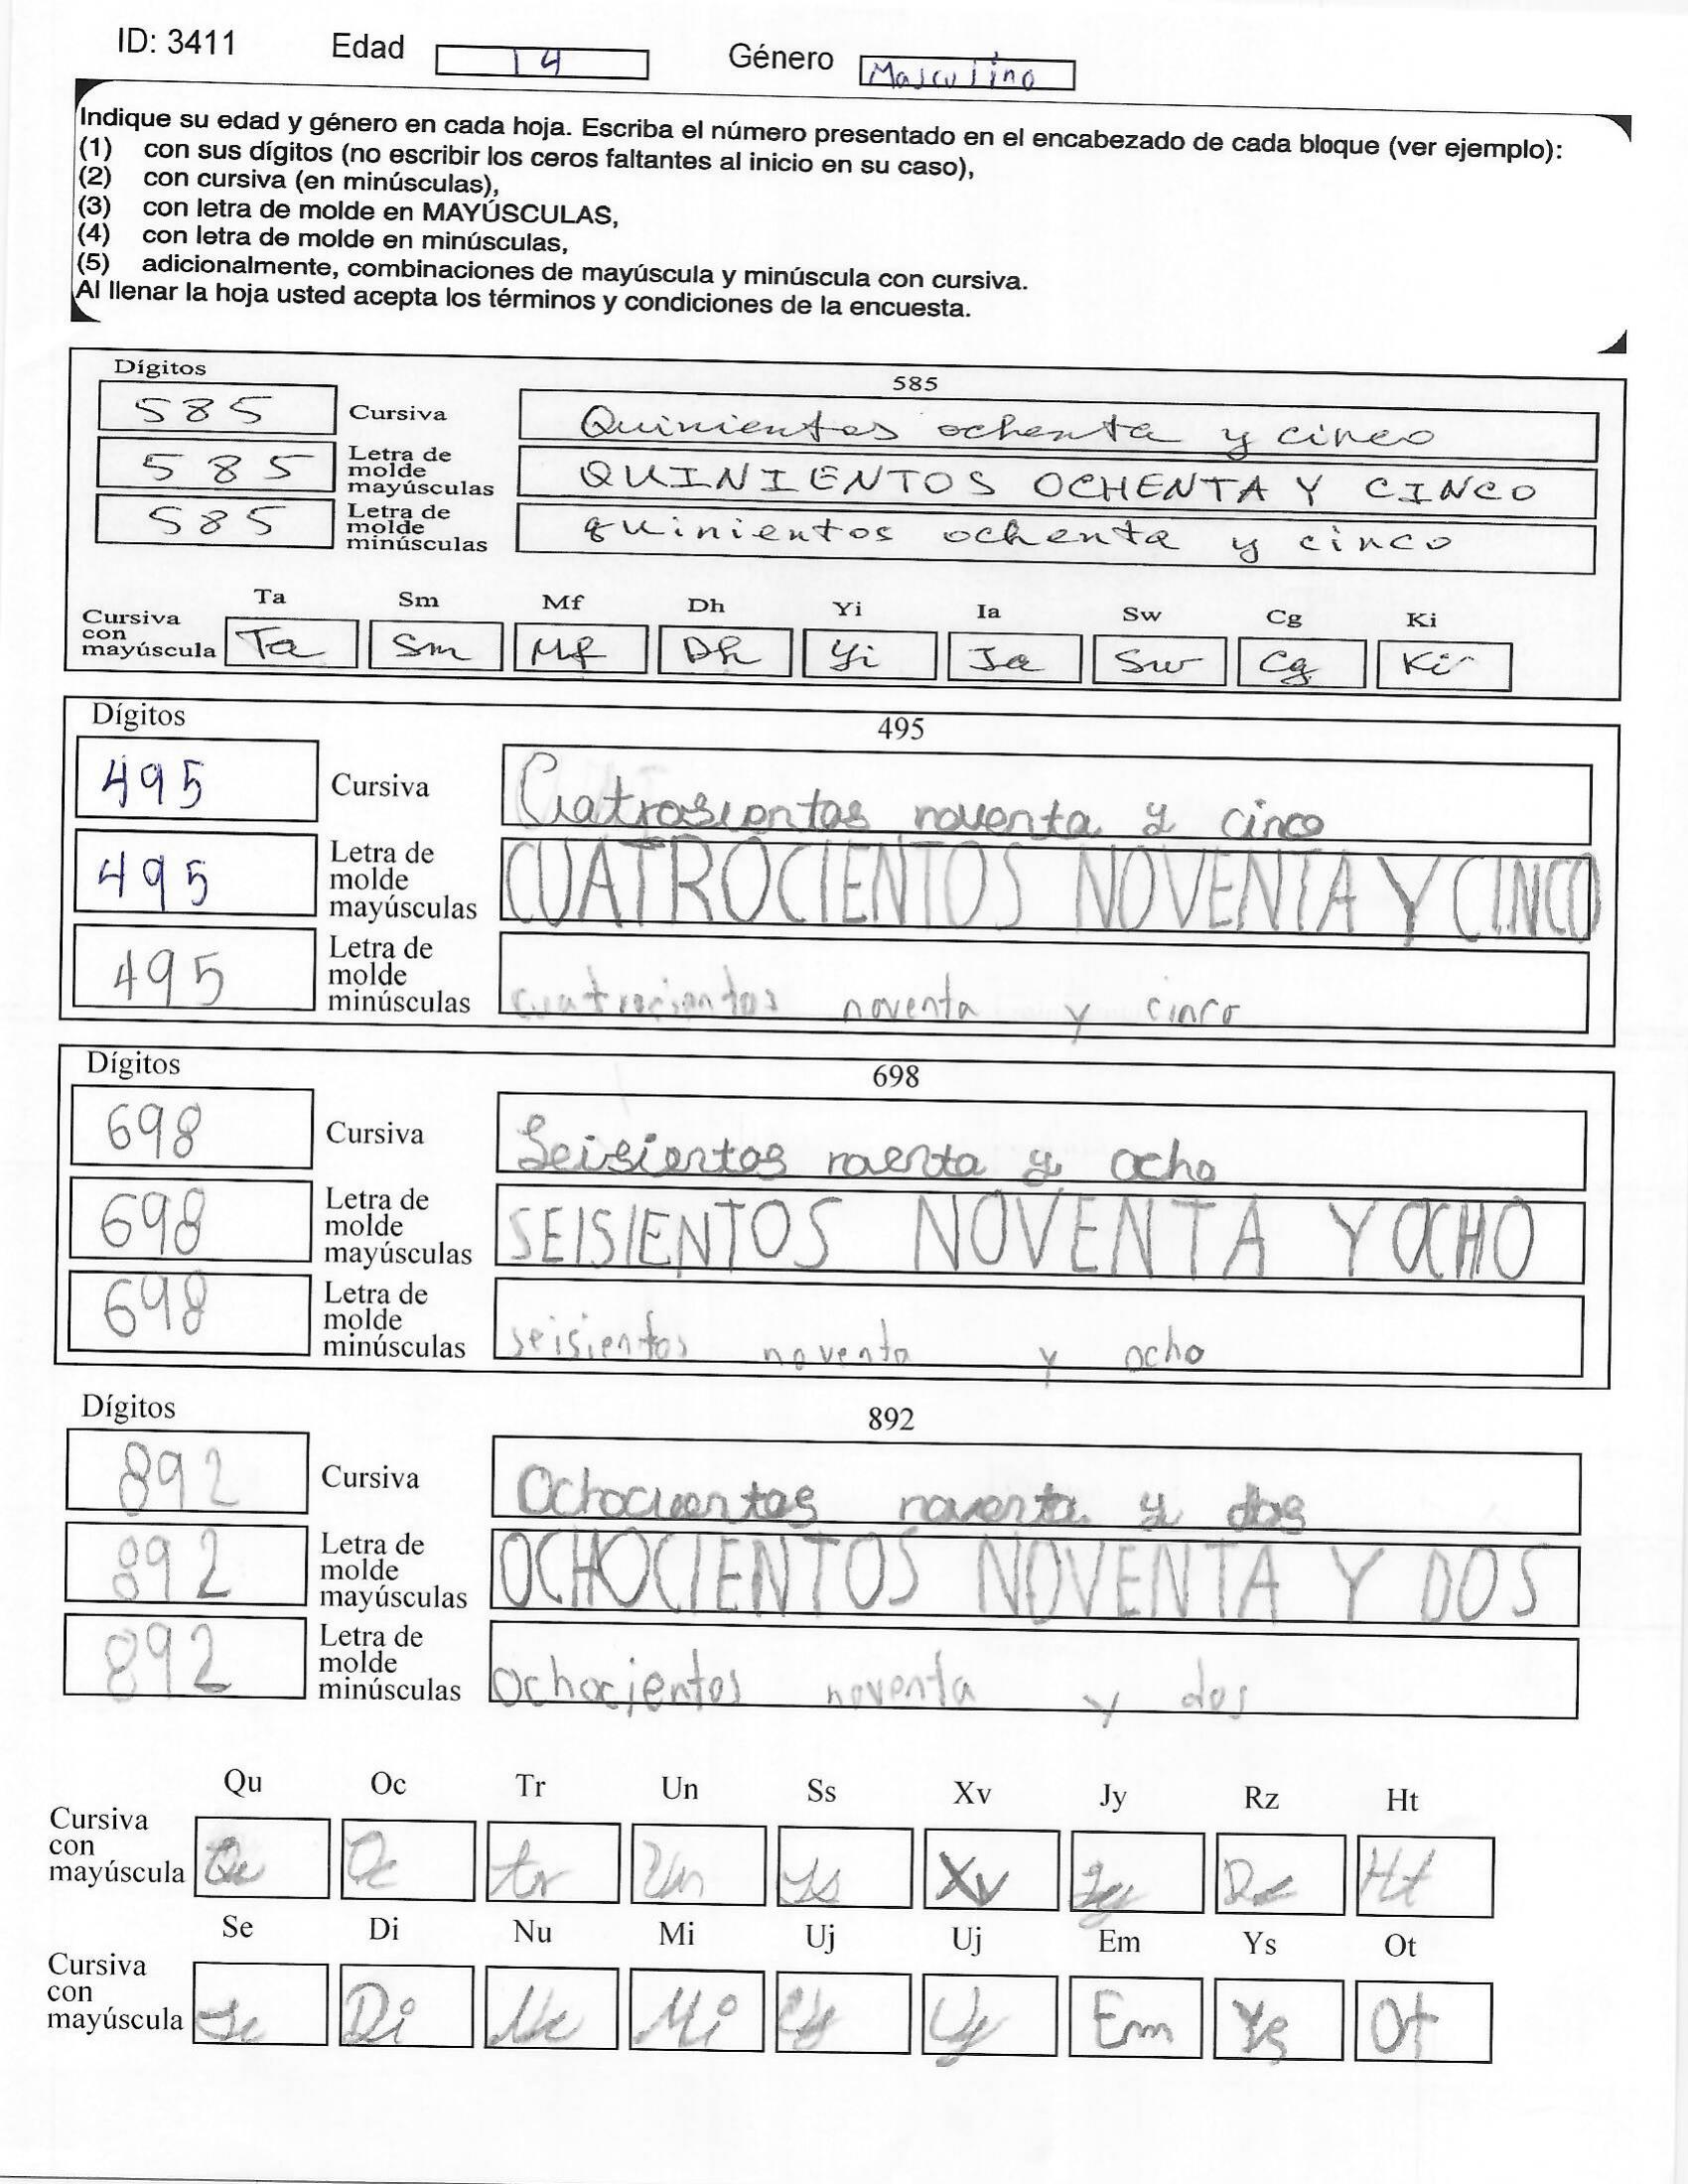 ID: 3411 Edad 14 Género Masculino
Indique su edad y género en cada hoja. Escriba el número presentado en el encabezado de cada bloque (ver ejemplo):
(1) con sus dígitos (no escribir los ceros faltantes al inicio en su caso),
(2) con cursiva (en minúsculas),
(3) con letra de molde en MAYÚSCULAS,
(4) con letra de molde en minúsculas,
(5) adicionalmente, combinaciones de mayúscula y minúscula con cursiva.
Al llenar la hoja usted acepta los términos y condiciones de la encuesta.
Dígitos 585
585 Cursiva Quinientos ochenta y cinco
585 Letra de molde mayúsculas QUINIENTOS OCHENTA Y CINCO
585 Letra de molde minúsculas quinientos ochenta y cinco
Ta Sm Mf Dh Yi Ia Sw Cg Ki
Cursiva con mayúscula Ta Sm Mf Dh Yi Ia Sw Cg Ki
Dígitos 495
495 Cursiva Cuatrosientos noventa y cinco
495 Letra de molde mayúsculas CUATROCIENTOS NOVENTA Y CINCO
495 Letra de molde minúsculas cuatrocientos noventa y cinco
Dígitos 698
698 Cursiva Seisientos noenta y ocho
698 Letra de molde mayúsculas SEISIENTOS NOVENTA Y OCHO
698 Letra de molde minúsculas seisientos noventa y ocho
Dígitos 892
892 Cursiva Ochocientos noventa y dos
892 Letra de molde mayúsculas OCHOCIENTOS NOVENTA Y DOS
892 Letra de molde minúsculas ochocientos noventa y dos
Qu Oc Tr Un Ss Xv Jy Rz Ht
Cursiva con mayúscula Qu Oc tr Un Ss Xv Jy Rz Ht
Se Di Nu Mi Uj Uj Em Ys Ot
Cursiva con mayúscula Se Di Nu Mi Uj Uj Em Ys Ot